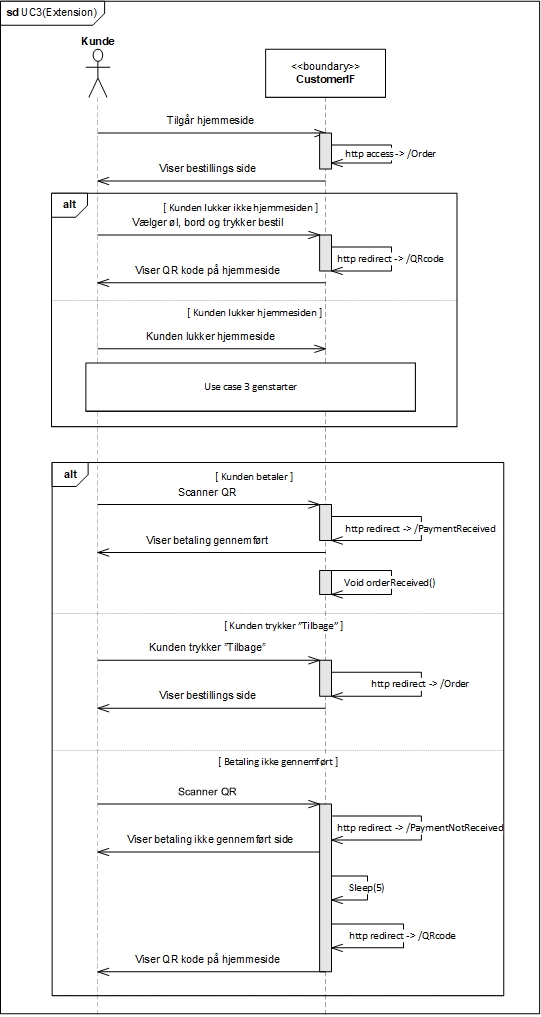 sd UC3(Extension)
Kunde
<<boundary>>
CustomerIF
Tilgår hjemmeside
http access -> /Order
Viser bestillings side
alt
[ Kunden lukker ikke hjemmesiden]
Vælger øl, bord og trykker bestil
http redirect -> /QRcode
Viser QR kode på hjemmeside
[ Kunden lukker hjemmesiden]
Kunden lukker hjemmeside
Use case 3 genstarter
alt
[ Kunden betaler]
Scanner QR
http redirect -> /PaymentReceived
Viser betaling gennemført
Void orderReceived()
[ Kunden trykker "Tilbage" ]
Kunden trykker "Tilbage"
http redirect -> /Order
Viser bestillings side
[ Betaling ikke gennemført ]
Scanner QR
http redirect -> /PaymentNotReceived
Viser betaling ikke gennemført side
Sleep(5)
http redirect -> /QRcode
Viser QR kode på hjemmeside